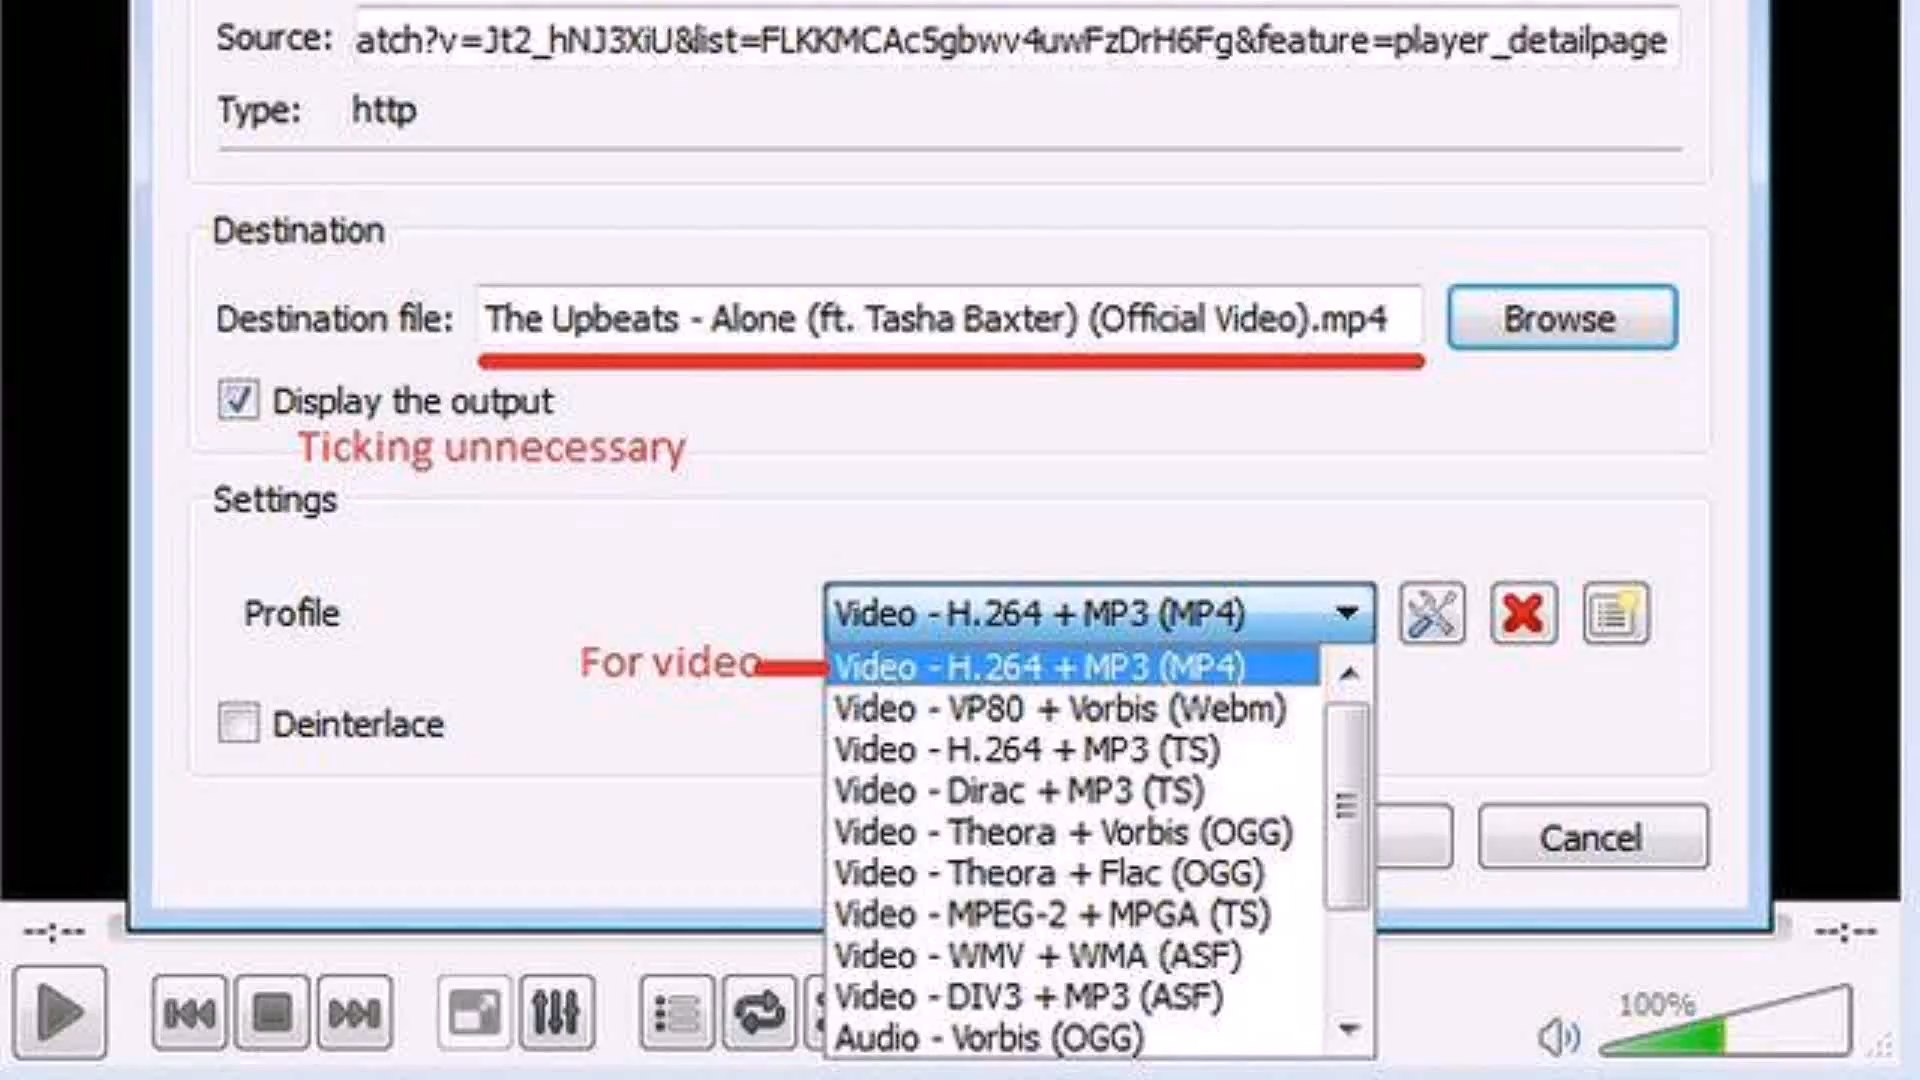 Source: atch?v=Jt2_hNJ3XiU&list=FLKKMCAc5gbwv4uwFzDrH6Fg&feature=player_detailpage
Type: http
Destination
Destination file: The Upbeats - Alone (ft. Tasha Baxter) (Official Video).mp4 Browse
Display the output
Ticking unnecessary
Settings
Profile Video - H.264 + MP3 (MP4)
For video Video - H.264 + MP3 (MP4)
Video - VP80 + Vorbis (Webm)
Deinterlace
Video - H.264 + MP3 (TS)
Video - Dirac + MP3 (TS)
Video - Theora + Vorbis (OGG)
Cancel
Video - Theora + Flac (OGG)
Video - MPEG-2 + MPGA (TS)
--:-- --:--
Video - WMV + WMA (ASF)
Video - DIV3 + MP3 (ASF)
100%
Audio - Vorbis (OGG)